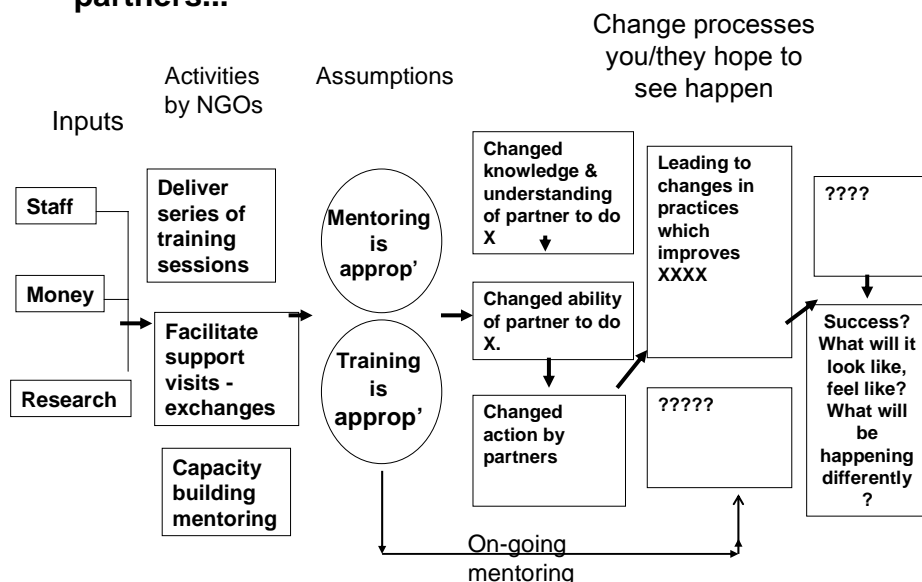 partners...
Change processes
you/they hope to
see happen
Activities
by NGOs
Assumptions
Inputs
Staff
Money
Research
Deliver
series of
training
sessions
Facilitate
support
visits -
exchanges
Capacity
building
mentoring
Mentoring
is
approp'
Training
is
approp'
Changed
knowledge &
understanding
of partner to do
X
Changed ability
of partner to do
X.
Changed
action by
partners
Leading to
changes in
practices
which
improves
XXXX
?????
????
Success?
What will it
look like,
feel like?
What will
be
happening
differently
?
On-going
mentoring